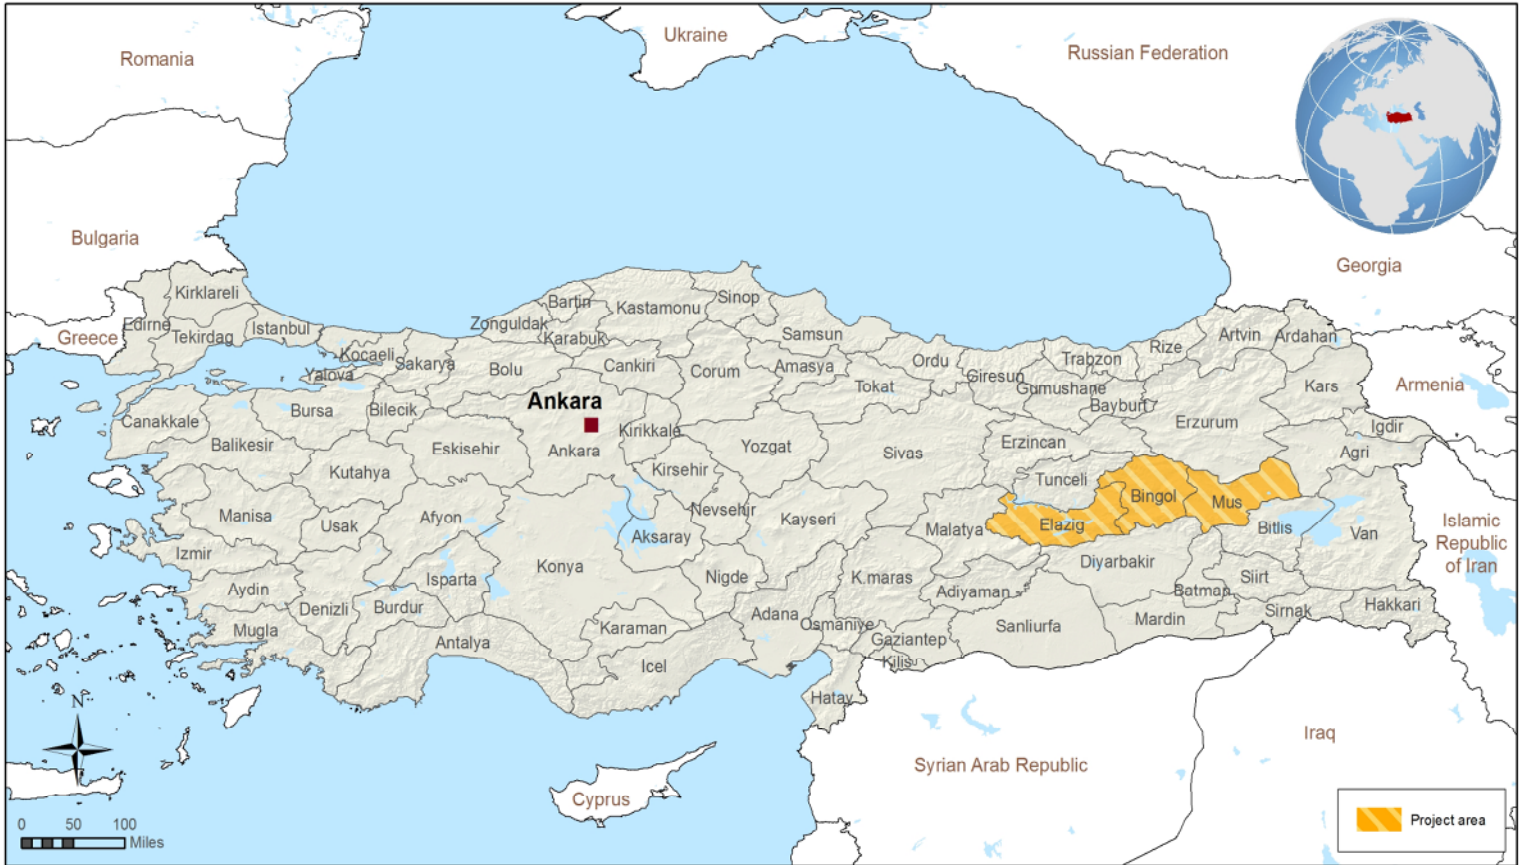 Romania
Ukraine
Russian Federation
Bulgaria
Georgia
Kirklareli
Edirne
Greece
Tekirdag
Istanbul
Bartin
Kastamonu
Sinop
Zonguldak
Karabuk
Samsun
Artvin
Ardahan
Kocaeli
Sakarya
Yalova
Bolu
Cankiri
Corum
Amasya
Ordu
Giresun
Trabzon
Rize
Tokat
Gumushane
Bayburt
Kars
Armenia
Ankara
Canakkale
Bursa
Bilecik
Balikesir
Eskisehir
Ankara
Kirikkale
Yozgat
Sivas
Erzincan
Erzurum
Igdir
Agri
Kutahya
Kirsehir
Tunceli
Manisa
Usak
Afyon
Nevsehir
Kayseri
Malatya
Elazig
Bingol
Mus
Bitlis
Van
Islamic
Republic
of Iran
Izmir
Aksaray
Aydin
Isparta
Konya
Nigde
K.maras
Adiyaman
Diyarbakir
Batman
Siirt
Denizli
Burdur
Mugla
Antalya
Karaman
Adana
Osmaniye
Gaziantep
Sanliurfa
Mardin
Sirnak
Hakkari
Icel
Kilis
Hatay
N
Syrian Arab Republic
Iraq
Cyprus
0 50 100
Miles
Project area